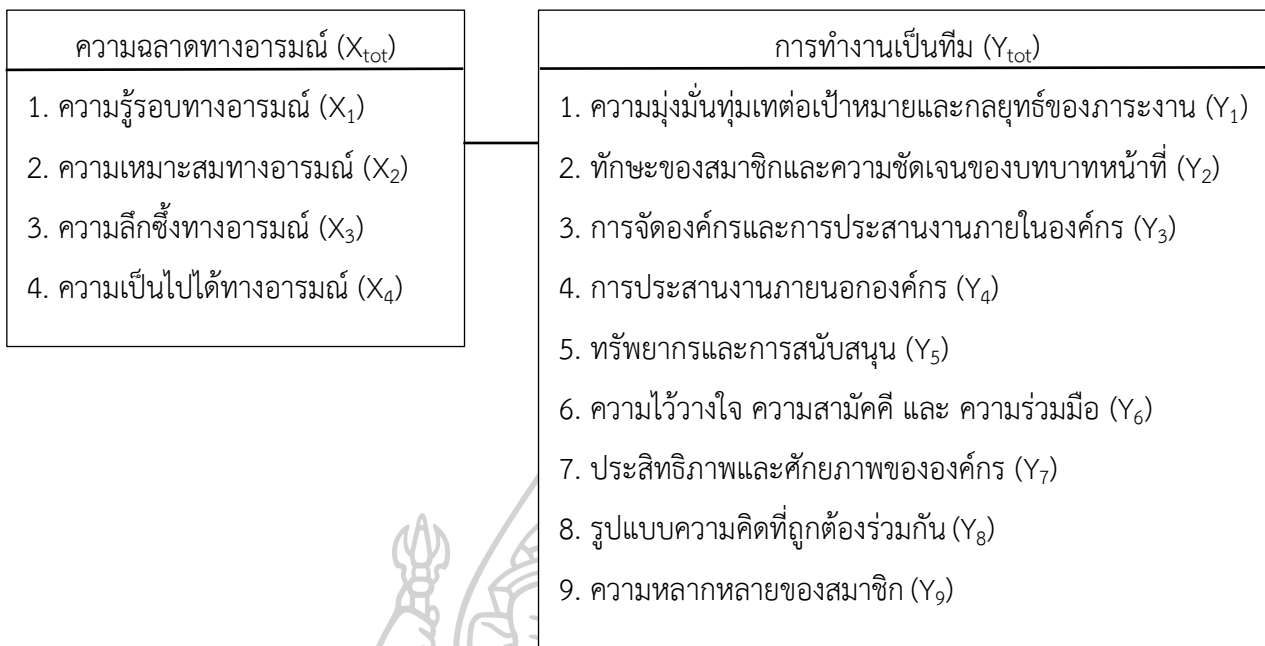 ความฉลาดทางอารมณ์ (Xtot)
1. ความรู้รอบทางอารมณ์ (X1)
2. ความเหมาะสมทางอารมณ์ (X2)
3. ความลึกซึ้งทางอารมณ์ (X3)
4. ความเป็นไปได้ทางอารมณ์ (X4)
การทำงานเป็นทีม (Ytot)
1. ความมุ่งมั่นทุ่มเทต่อเป้าหมายและกลยุทธ์ของภาระงาน (Y1)
2. ทักษะของสมาชิกและความชัดเจนของบทบาทหน้าที่ (Y2)
3. การจัดองค์กรและการประสานงานภายในองค์กร (Y3)
4. การประสานงานภายนอกองค์กร (Y4)
5. ทรัพยากรและการสนับสนุน (Y5)
6. ความไว้วางใจ ความสามัคคี และ ความร่วมมือ (Y6)
7. ประสิทธิภาพและศักยภาพขององค์กร (Y7)
8. รูปแบบความคิดที่ถูกต้องร่วมกัน (Y8)
9. ความหลากหลายของสมาชิก (Y9)